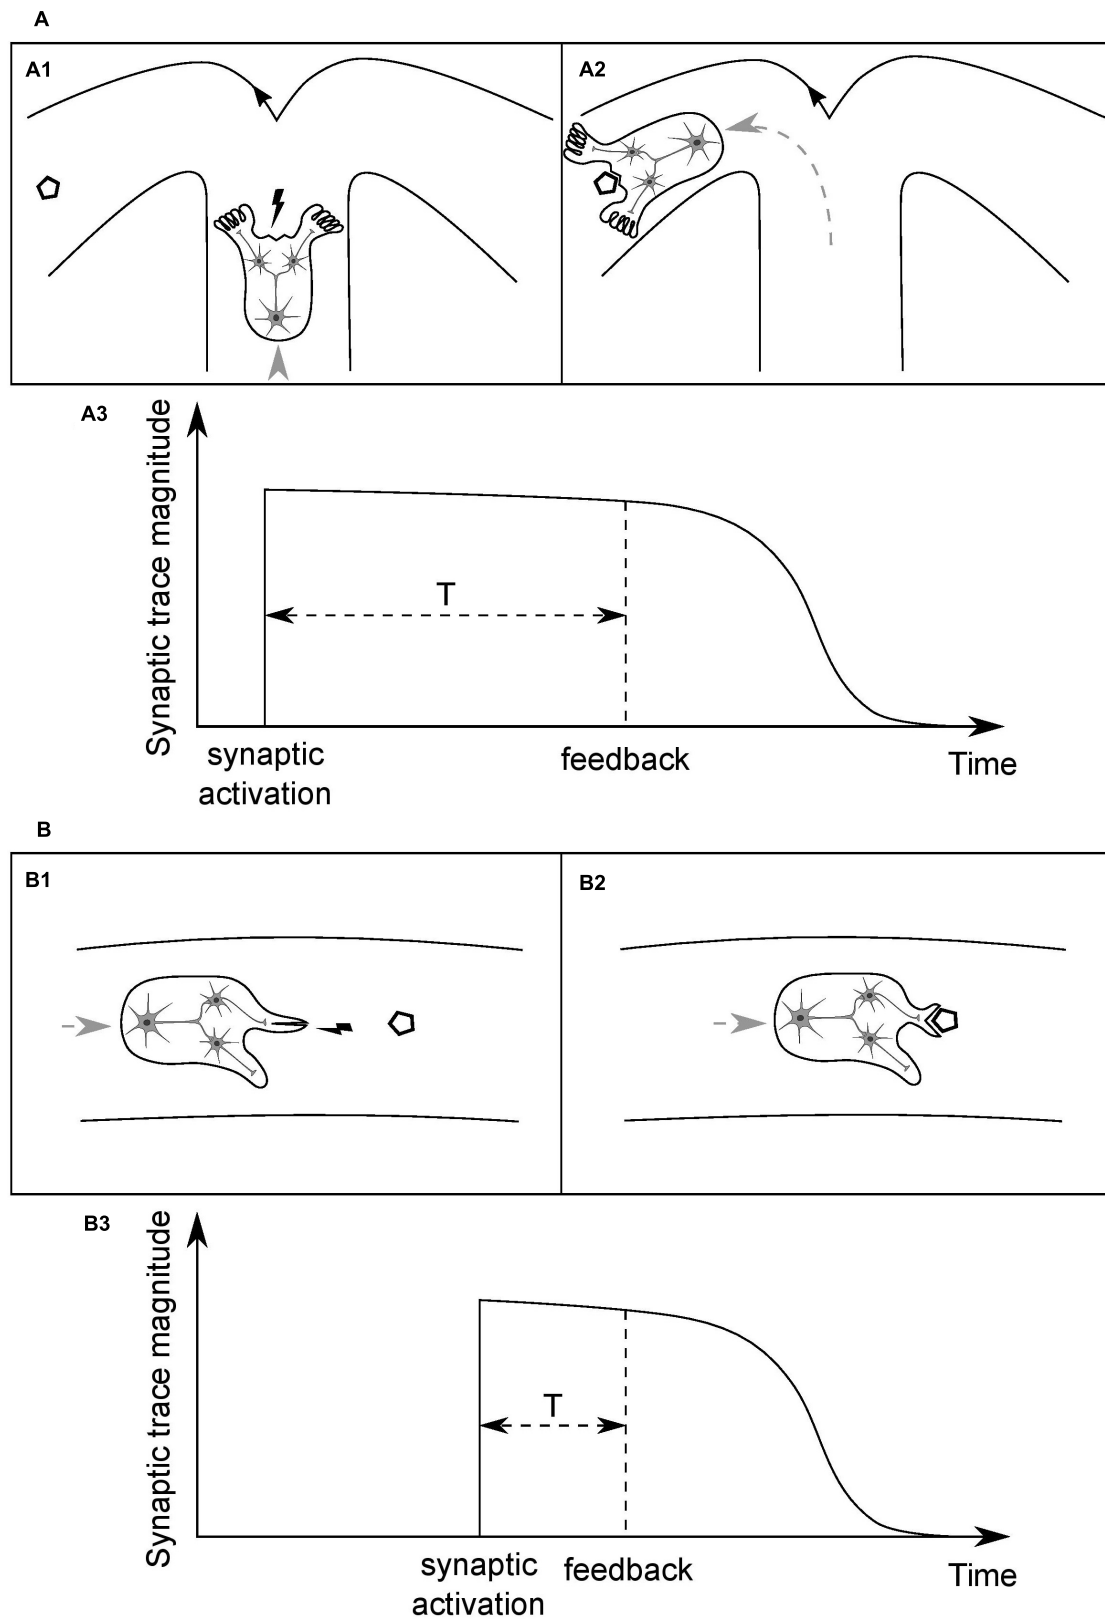 A
A1
A2
A3
Synaptic trace magnitude
T
synaptic
activation
feedback
Time
B
B1
B2
B3
Synaptic trace magnitude
T
synaptic
activation
feedback
Time